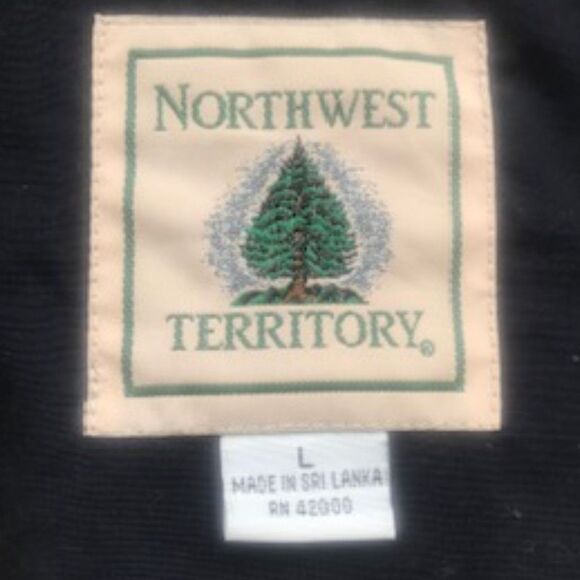 NORTHWEST
TERRITORY®
L
MADE IN SRI LANKA
RN 42000